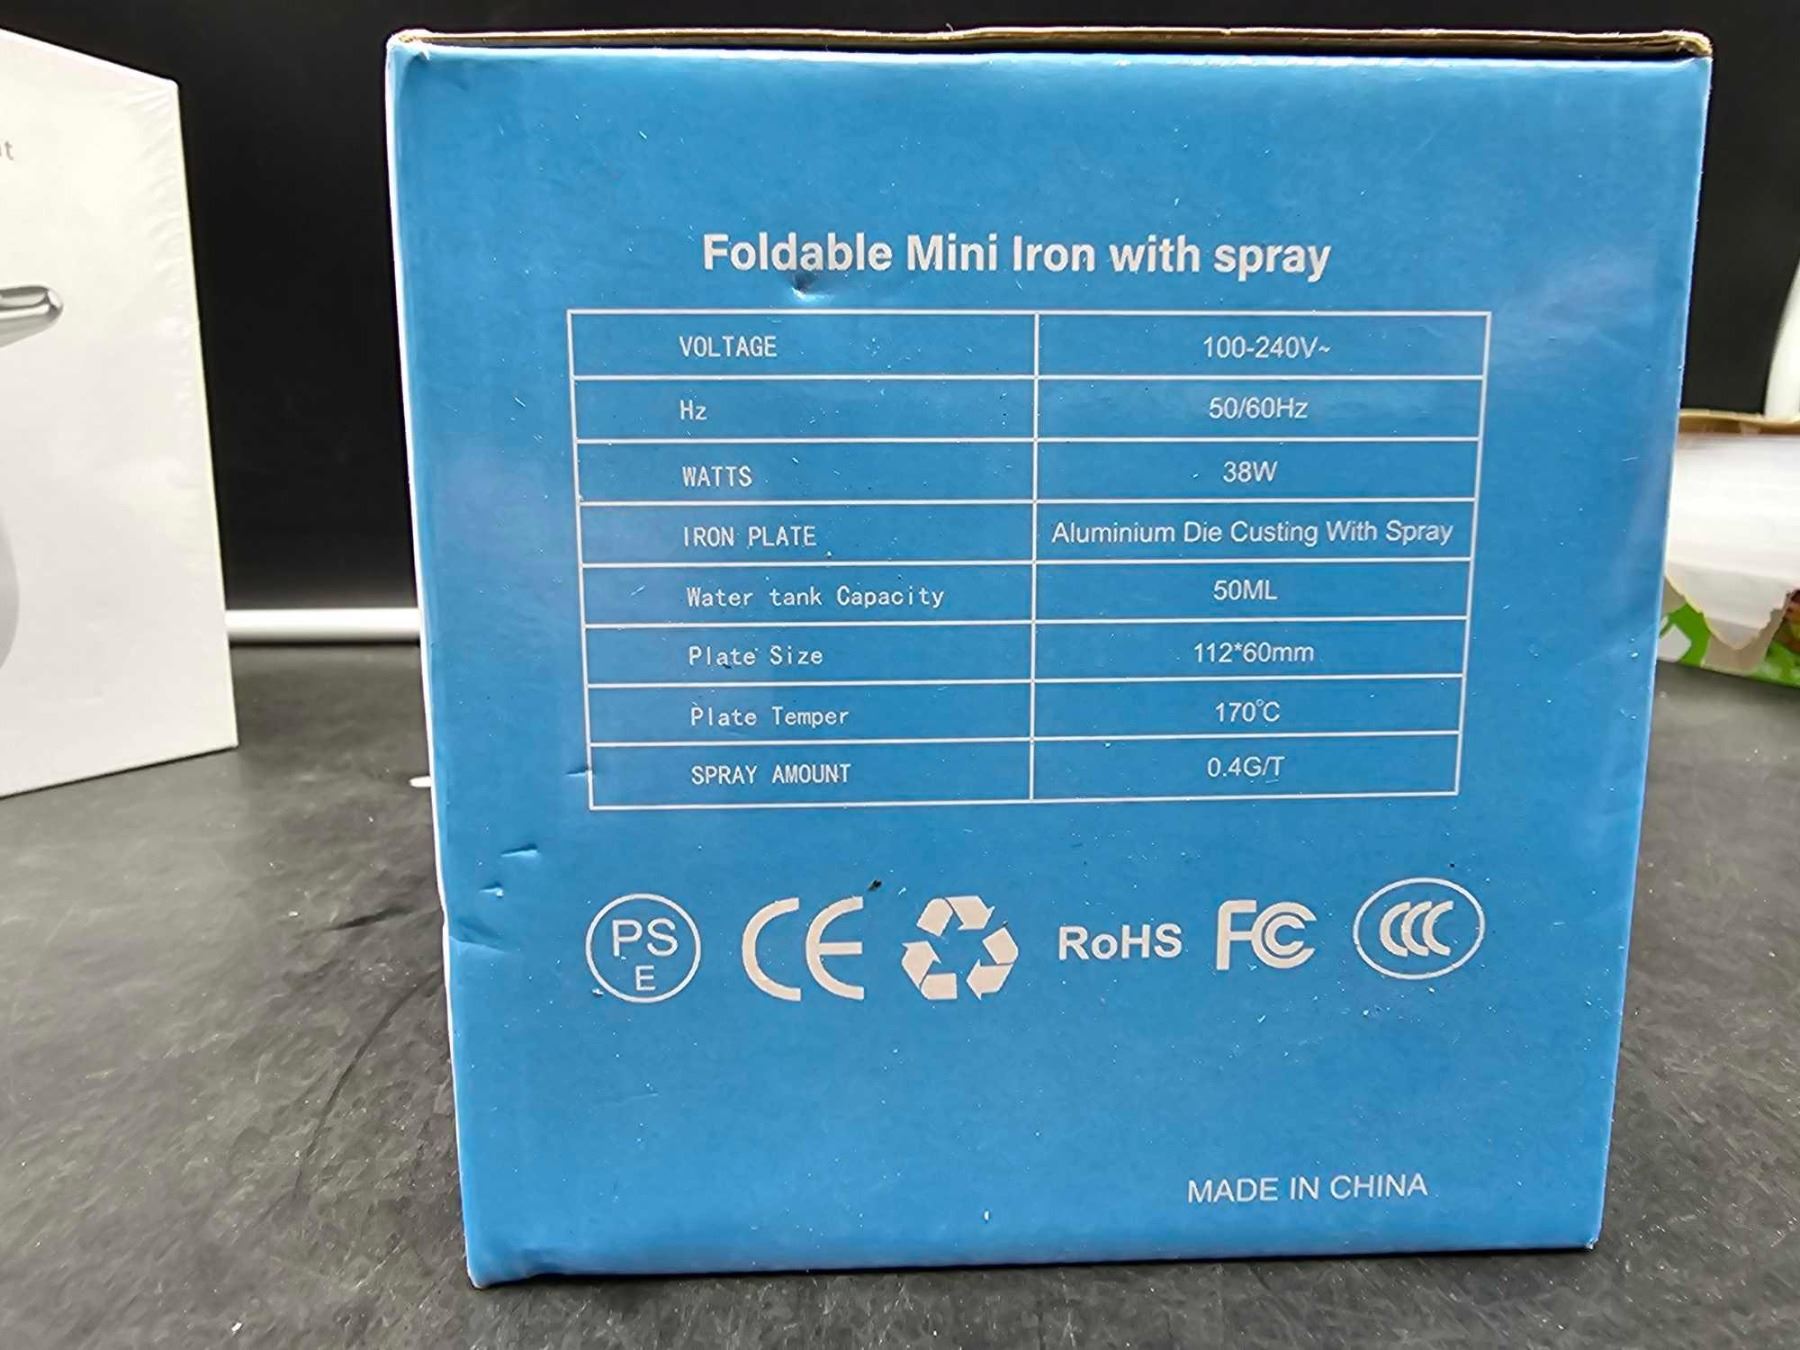 t
Foldable Mini Iron with spray
VOLTAGE 100-240V~
Hz 50/60Hz
WATTS 38W
IRON PLATE Aluminium Die Custing With Spray
Water tank Capacity 50ML
Plate Size 112*60mm
Plate Temper 170℃
SPRAY AMOUNT 0.4G/T
PS
E
CE RoHS FC CCC
MADE IN CHINA